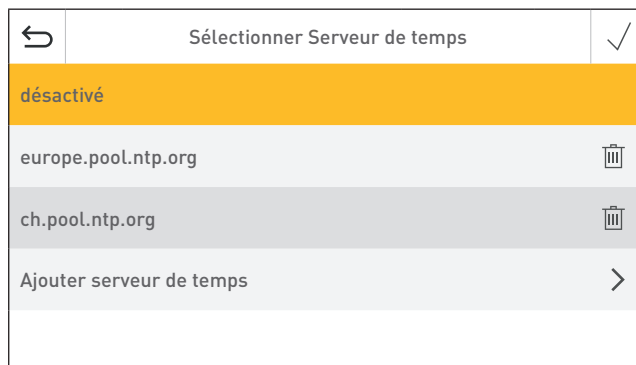 Sélectionner Serveur de temps
désactivé
europe.pool.ntp.org
ch.pool.ntp.org
Ajouter serveur de temps